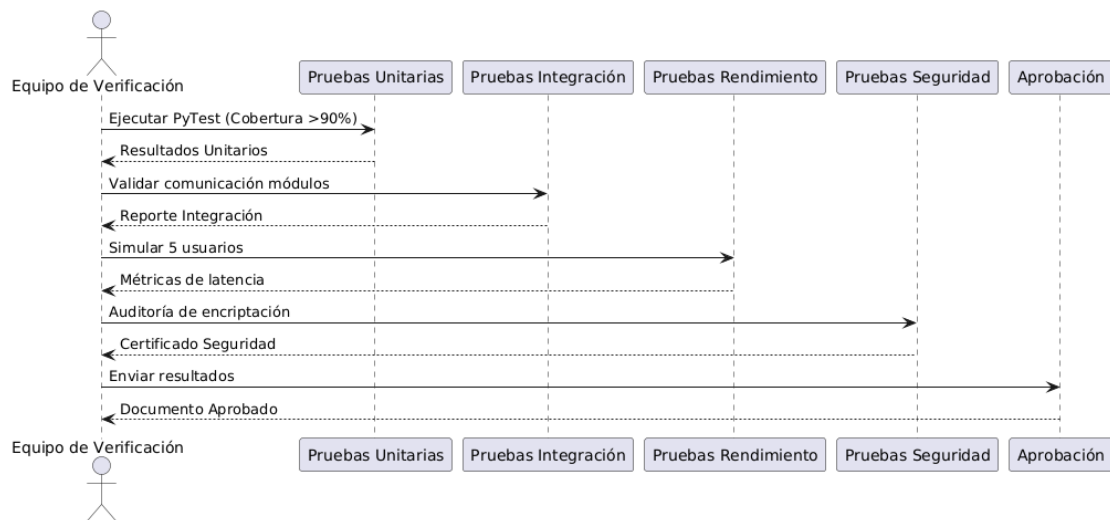 Equipo de Verificación
Pruebas Unitarias
Pruebas Integración
Pruebas Rendimiento
Pruebas Seguridad
Aprobación
Ejecutar PyTest (Cobertura >90%)
Resultados Unitarios
Validar comunicación módulos
Reporte Integración
Simular 5 usuarios
Métricas de latencia
Auditoría de encriptación
Certificado Seguridad
Enviar resultados
Documento Aprobado
Equipo de Verificación
Pruebas Unitarias
Pruebas Integración
Pruebas Rendimiento
Pruebas Seguridad
Aprobación